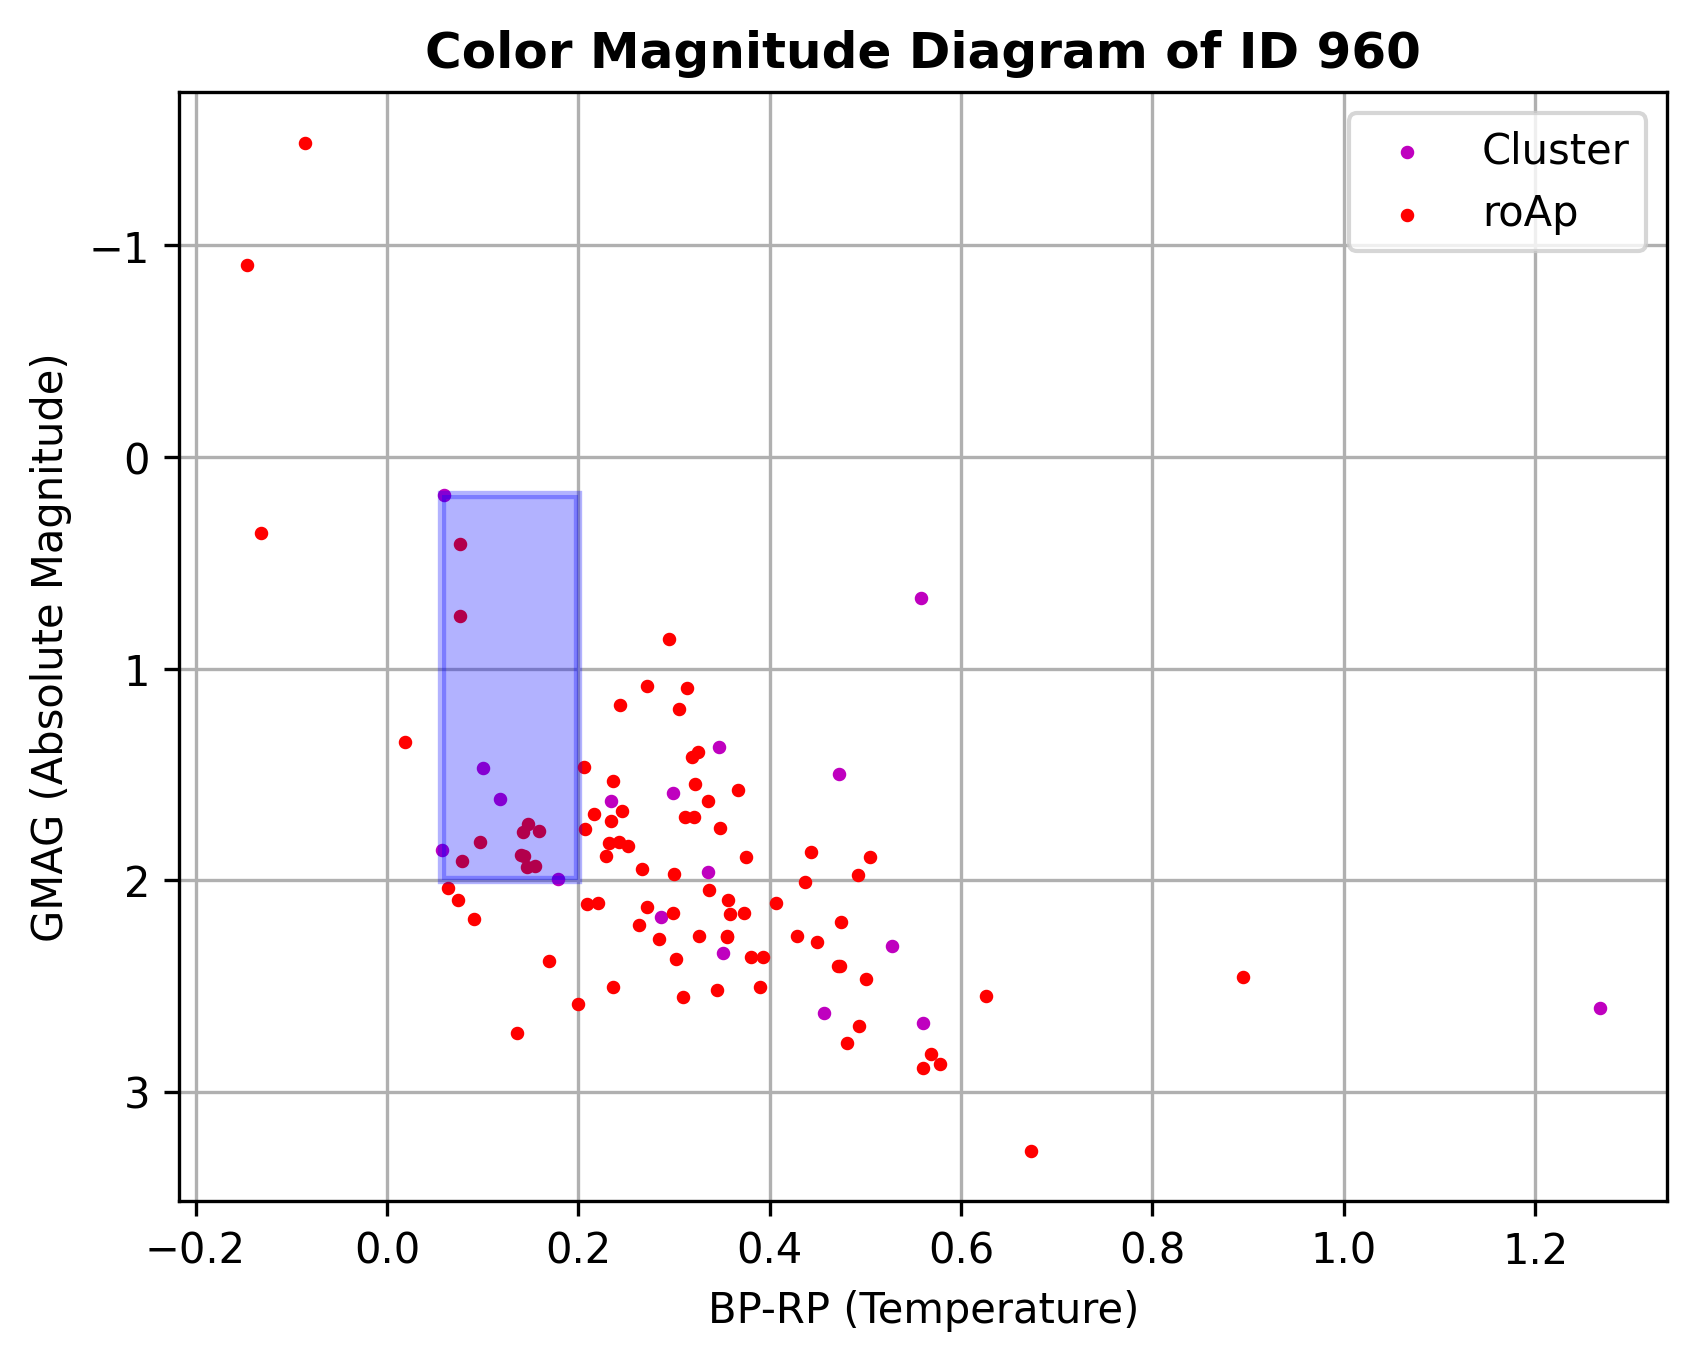 Color Magnitude Diagram of ID 960
Cluster
roAp
GMAG (Absolute Magnitude)
−1
0
1
2
3
−0.2 0.0 0.2 0.4 0.6 0.8 1.0 1.2
BP-RP (Temperature)